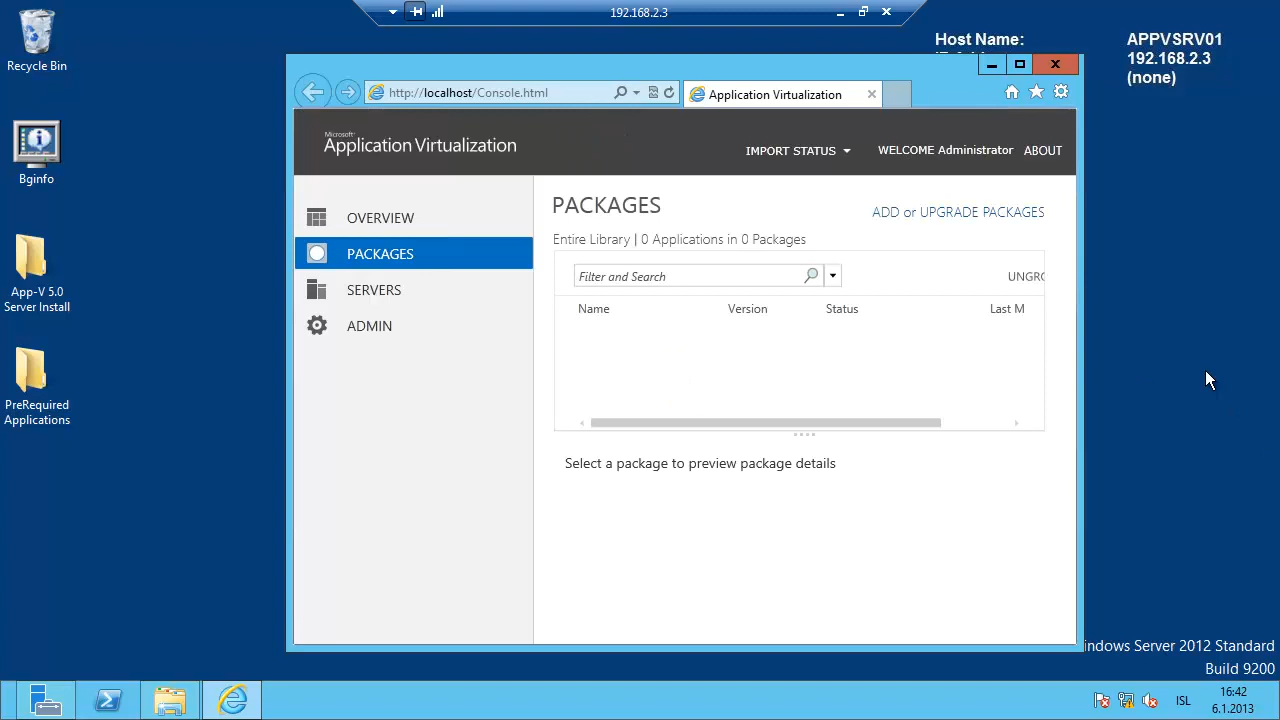 192.168.2.3
Host Name:
APPVSRV01
192.168.2.3
(none)
Recycle Bin
Bginfo
App-V 5.0
Server Install
PreRequired
Applications
http://localhost/Console.html
Application Virtualization
Microsoft
Application Virtualization
IMPORT STATUS
WELCOME Administrator
ABOUT
OVERVIEW
PACKAGES
SERVERS
ADMIN
PACKAGES
ADD or UPGRADE PACKAGES
Entire Library | 0 Applications in 0 Packages
Filter and Search
UNGRO
Name Version Status Last M
Select a package to preview package details
indows Server 2012 Standard
Build 9200
ISL
16:42
6.1.2013